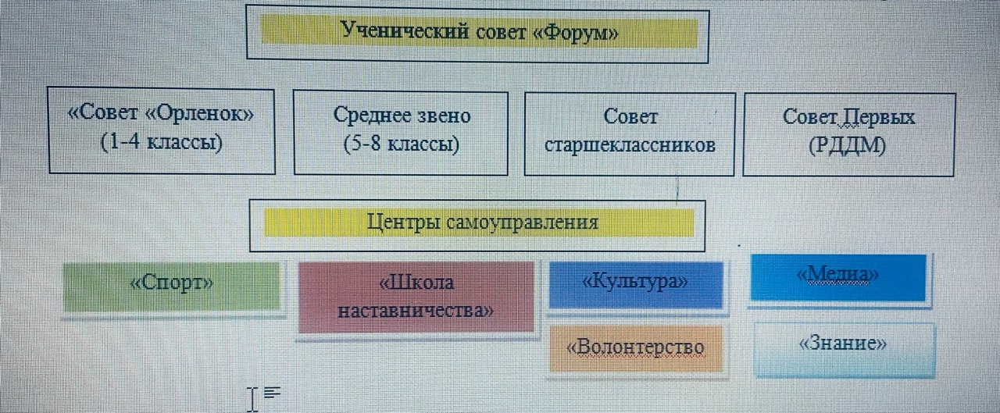 Ученический совет «Форум»
«Совет «Орленок»
(1-4 классы)
Среднее звено
(5-8 классы)
Совет
старшеклассников
Совет Первых
(РДДМ)
Центры самоуправления
«Спорт»
«Школа
наставничества»
«Культура»
«Медиа»
«Волонтерство
«Знание»